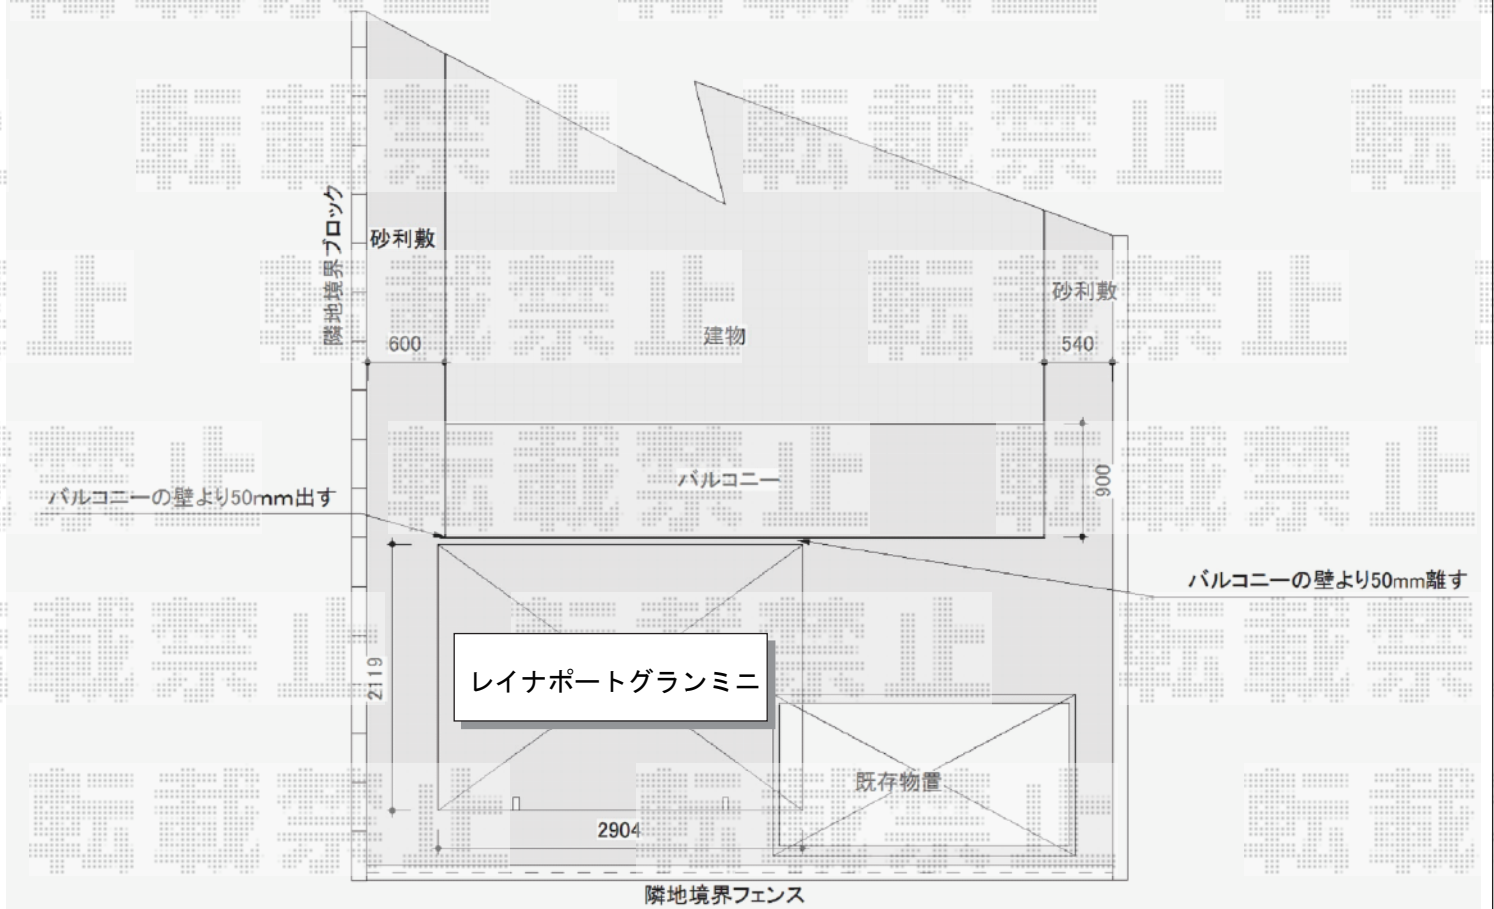 転載禁止
転載禁止
隣地境界ブロック
砂利敷
砂利敷
600
建物
540
バルコニー
900
バルコニーの壁より50mm出す
バルコニーの壁より50mm離す
2119
レイナポートグランミニ
既存物置
2904
隣地境界フェンス